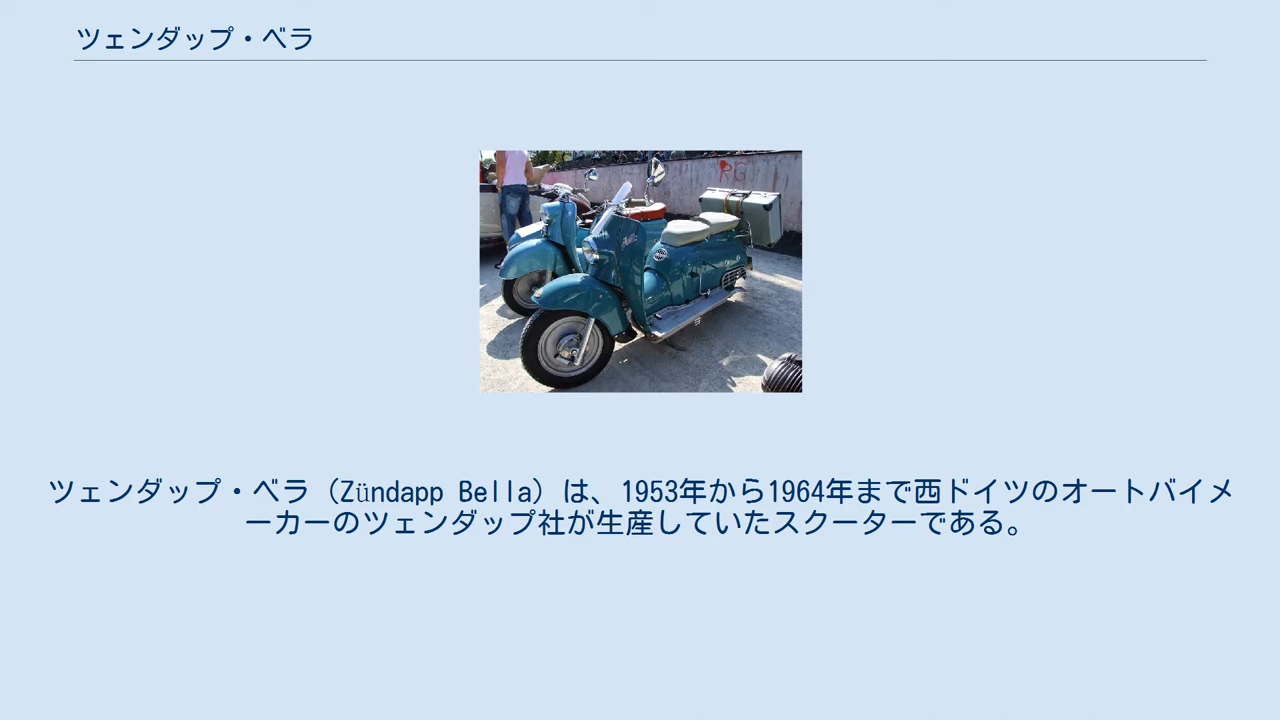 ツェンダップ・ベラ
RG
ツェンダップ・ベラ（Zündapp Bella）は、1953年から1964年まで西ドイツのオートバイメ
ーカーのツェンダップ社が生産していたスクーターである。